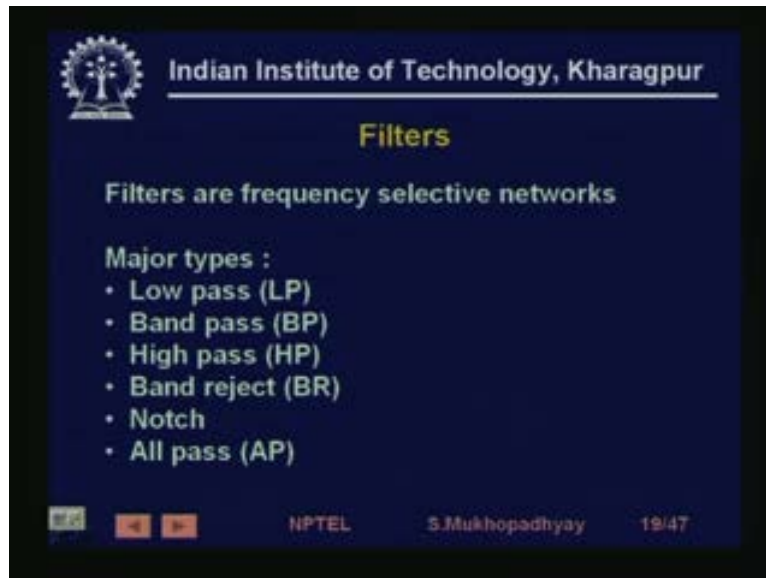 Indian Institute of Technology, Kharagpur
Filters
Filters are frequency selective networks
Major types :
• Low pass (LP)
• Band pass (BP)
• High pass (HP)
• Band reject (BR)
• Notch
• All pass (AP)
NPTEL S.Mukhopadhyay 19/47